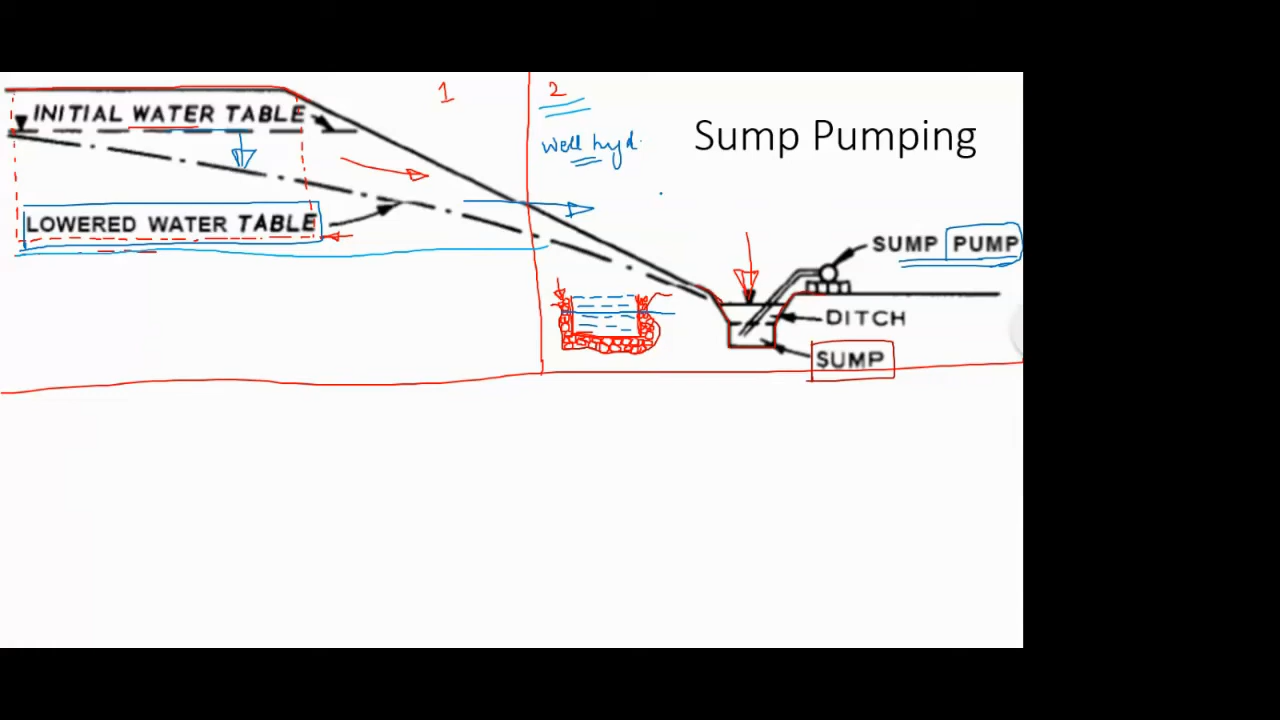 1
2
INITIAL WATER TABLE
Well hyd.
Sump Pumping
LOWERED WATER TABLE
SUMP PUMP
DITCH
SUMP